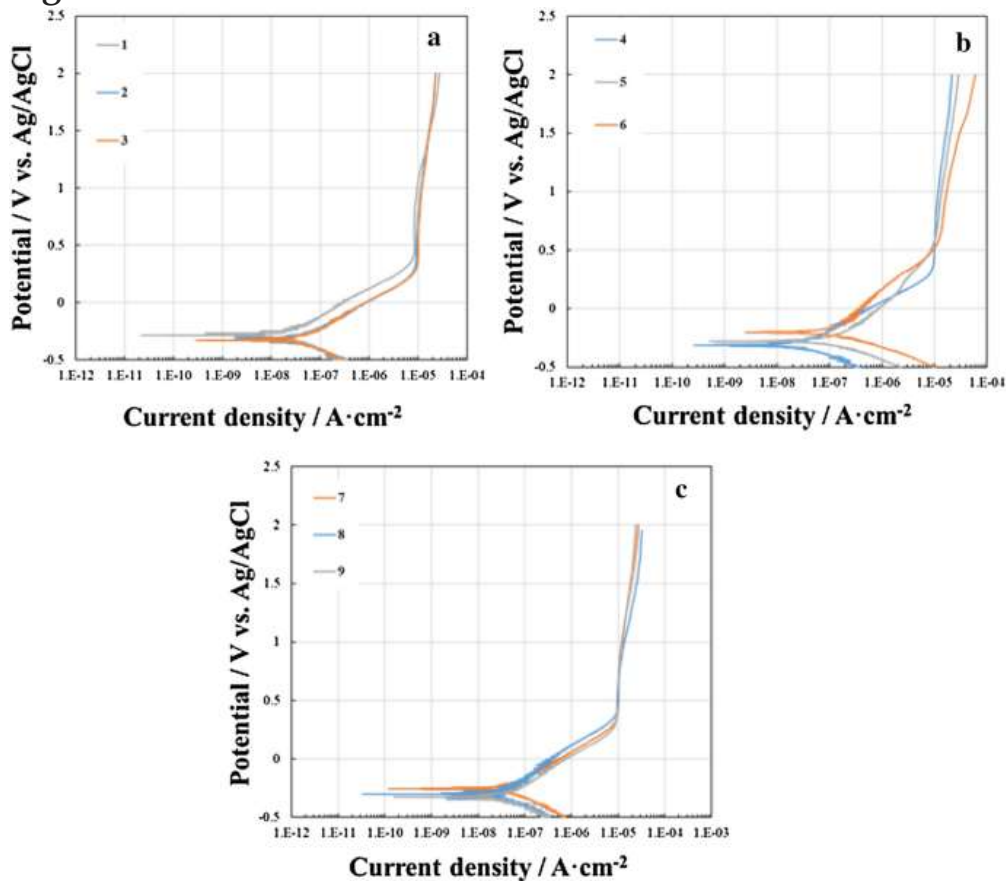 a
2.5
1
2
2
3
1.5
1
0.5
0
-0.5
1.E-12 1.E-11 1.E-10 1.E-09 1.E-08 1.E-07 1.E-06 1.E-05 1.E-04
Potential / V vs. Ag/AgCl
Current density / A·cm-2
b
2.5
4
2
5
6
1.5
1
0.5
0
-0.5
1.E-12 1.E-11 1.E-10 1.E-09 1.E-08 1.E-07 1.E-06 1.E-05 1.E-04
Potential / V vs. Ag/AgCl
Current density / A·cm-2
c
2.5
7
8
2
9
1.5
1
0.5
0
-0.5
1.E-12 1.E-11 1.E-10 1.E-09 1.E-08 1.E-07 1.E-06 1.E-05 1.E-04 1.E-03
Potential / V vs. Ag/AgCl
Current density / A·cm-2